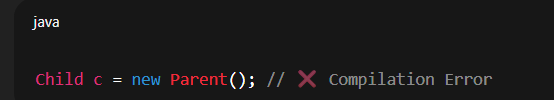 java
Child c = new Parent(); // ❌ Compilation Error